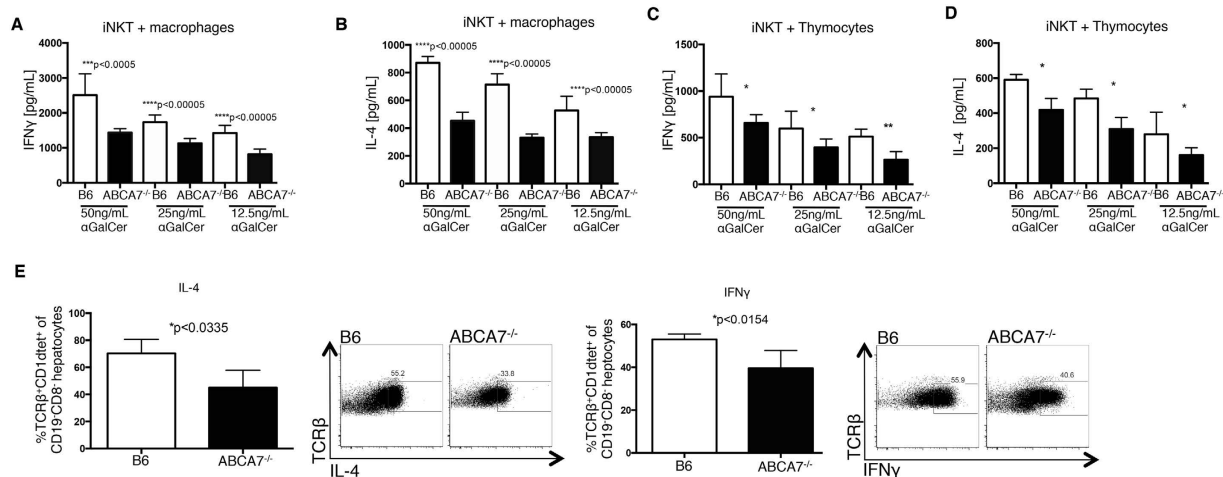 A
iNKT + macrophages
IFNγ [pg/mL]
4000
3000
2000
1000
0
***p<0.0005
****p<0.00005
****p<0.00005
B6 ABCA7-/- B6 ABCA7-/- B6 ABCA7-/-
50ng/mL 25ng/mL 12.5ng/mL
αGalCer αGalCer αGalCer
B
iNKT + macrophages
IL-4 [pg/mL]
1000
800
600
400
200
0
****p<0.00005
****p<0.00005
****p<0.00005
B6 ABCA7-/- B6 ABCA7-/- B6 ABCA7-/-
50ng/mL 25ng/mL 12.5ng/mL
αGalCer αGalCer αGalCer
C
iNKT + Thymocytes
IFNγ [pg/mL]
1500
1000
500
0
*
*
**
B6 ABCA7-/- B6 ABCA7-/- B6 ABCA7-/-
50ng/mL 25ng/mL 12.5ng/mL
αGalCer αGalCer αGalCer
D
iNKT + Thymocytes
IL-4 [pg/mL]
800
600
400
200
0
*
*
*
B6 ABCA7-/- B6 ABCA7-/- B6 ABCA7-/-
50ng/mL 25ng/mL 12.5ng/mL
αGalCer αGalCer αGalCer
E
IL-4
%TCRβ+CD1dtet+ of
CD19-CD8- hepatocytes
100
80
60
40
20
0
*p<0.0335
B6 ABCA7-/-
B6 ABCA7-/-
55.2
33.8
TCRβ
IL-4
IFNγ
%TCRβ+CD1dtet+ of
CD19-CD8- heptocytes
60
40
20
0
*p<0.0154
B6 ABCA7-/-
B6 ABCA7-/-
55.9
40.6
TCRβ
IFNγ